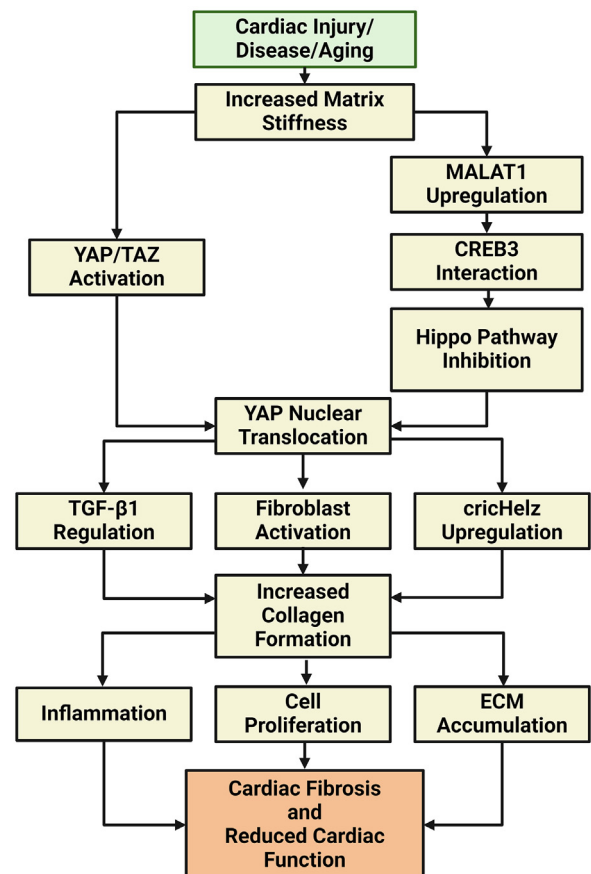 Cardiac Injury/
Disease/Aging
Increased Matrix
Stiffness
MALAT1
Upregulation
YAP/TAZ
Activation
CREB3
Interaction
Hippo Pathway
Inhibition
YAP Nuclear
Translocation
TGF-β1
Regulation
Fibroblast
Activation
cricHelz
Upregulation
Increased
Collagen
Formation
Inflammation
Cell
Proliferation
ECM
Accumulation
Cardiac Fibrosis
and
Reduced Cardiac
Function